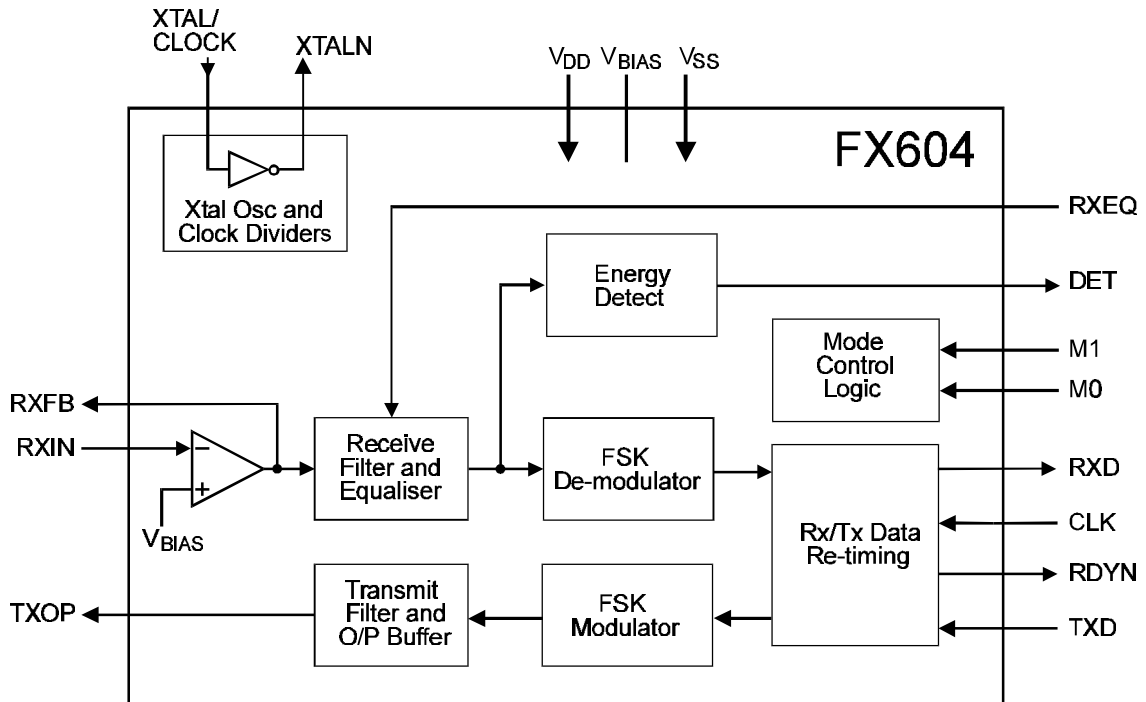 XTAL/
CLOCK
XTALN
VDD
VBIAS
VSS
FX604
Xtal Osc and
Clock Dividers
RXEQ
Energy
Detect
DET
Mode
Control
Logic
M1
M0
RXFB
RXIN
−
+
VBIAS
Receive
Filter and
Equaliser
FSK
De-modulator
Rx/Tx Data
Re-timing
RXD
CLK
RDYN
TXD
TXOP
Transmit
Filter and
O/P Buffer
FSK
Modulator